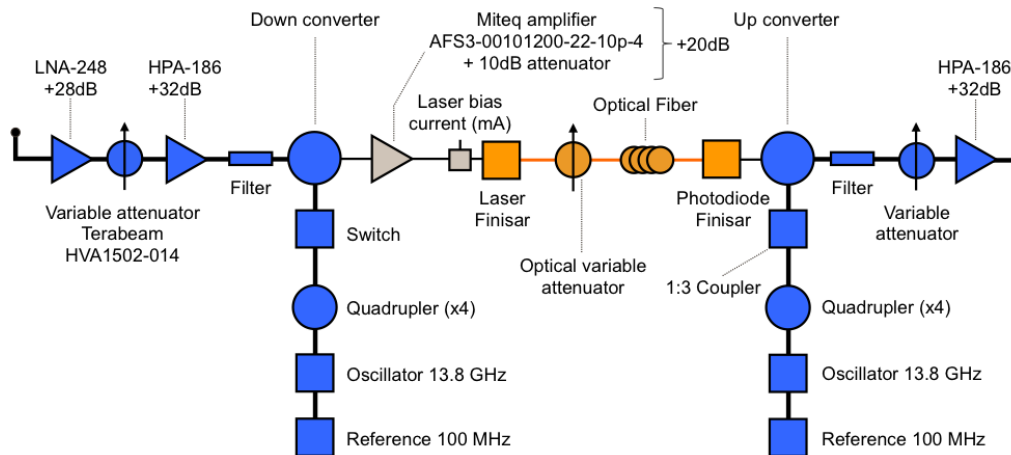 Down converter
Miteq amplifier
AFS3-00101200-22-10p-4
+ 10dB attenuator
+20dB
Up converter
LNA-248
+28dB
HPA-186
+32dB
Laser bias
current (mA)
Optical Fiber
HPA-186
+32dB
Filter
Laser
Finisar
Photodiode
Finisar
Filter
Variable attenuator
Terabeam
HVA1502-014
Switch
Optical variable
attenuator
1:3 Coupler
Variable
attenuator
Quadrupler (x4)
Quadrupler (x4)
Oscillator 13.8 GHz
Oscillator 13.8 GHz
Reference 100 MHz
Reference 100 MHz